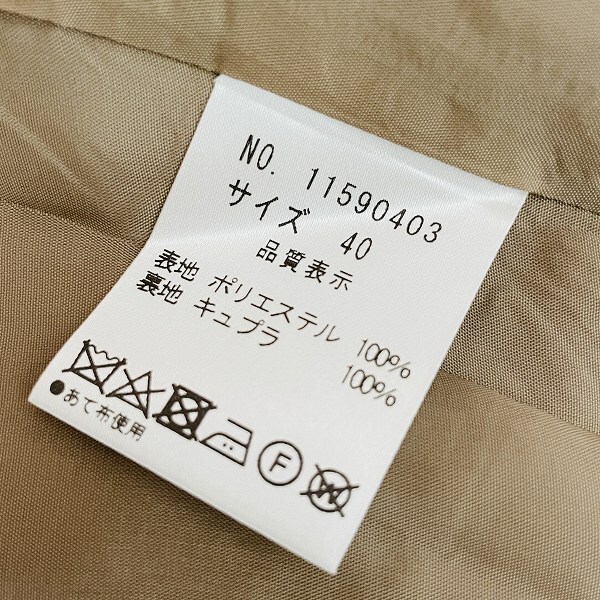 NO. 11590403
サイズ 40
品質表示
表地 ポリエステル 100%
裏地 キュプラ 100%
F W
●あて布使用